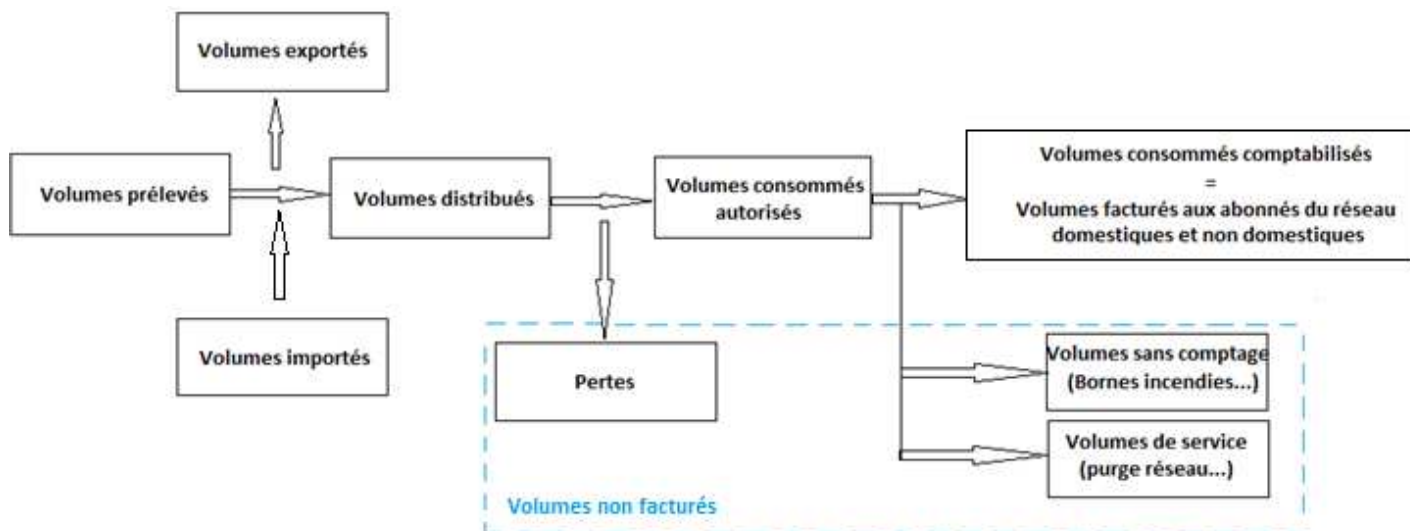 Volumes exportés
Volumes prélevés
Volumes distribués
Volumes consommés
autorisés
Volumes consommés comptabilisés
=
Volumes facturés aux abonnés du réseau
domestiques et non domestiques
Volumes importés
Pertes
Volumes sans comptage
(Bornes incendies...)
Volumes de service
(purge réseau...)
Volumes non facturés